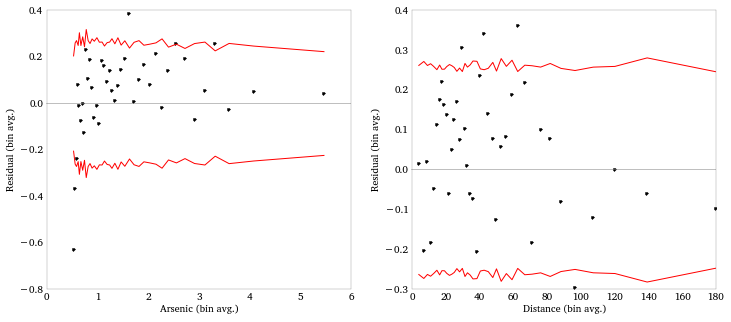 0.4
0.2
0.0
−0.2
−0.4
−0.6
−0.8
Residual (bin avg.)
0 1 2 3 4 5 6
Arsenic (bin avg.)
0.4
0.3
0.2
0.1
0.0
−0.1
−0.2
−0.3
Residual (bin avg.)
0 20 40 60 80 100 120 140 160 180
Distance (bin avg.)